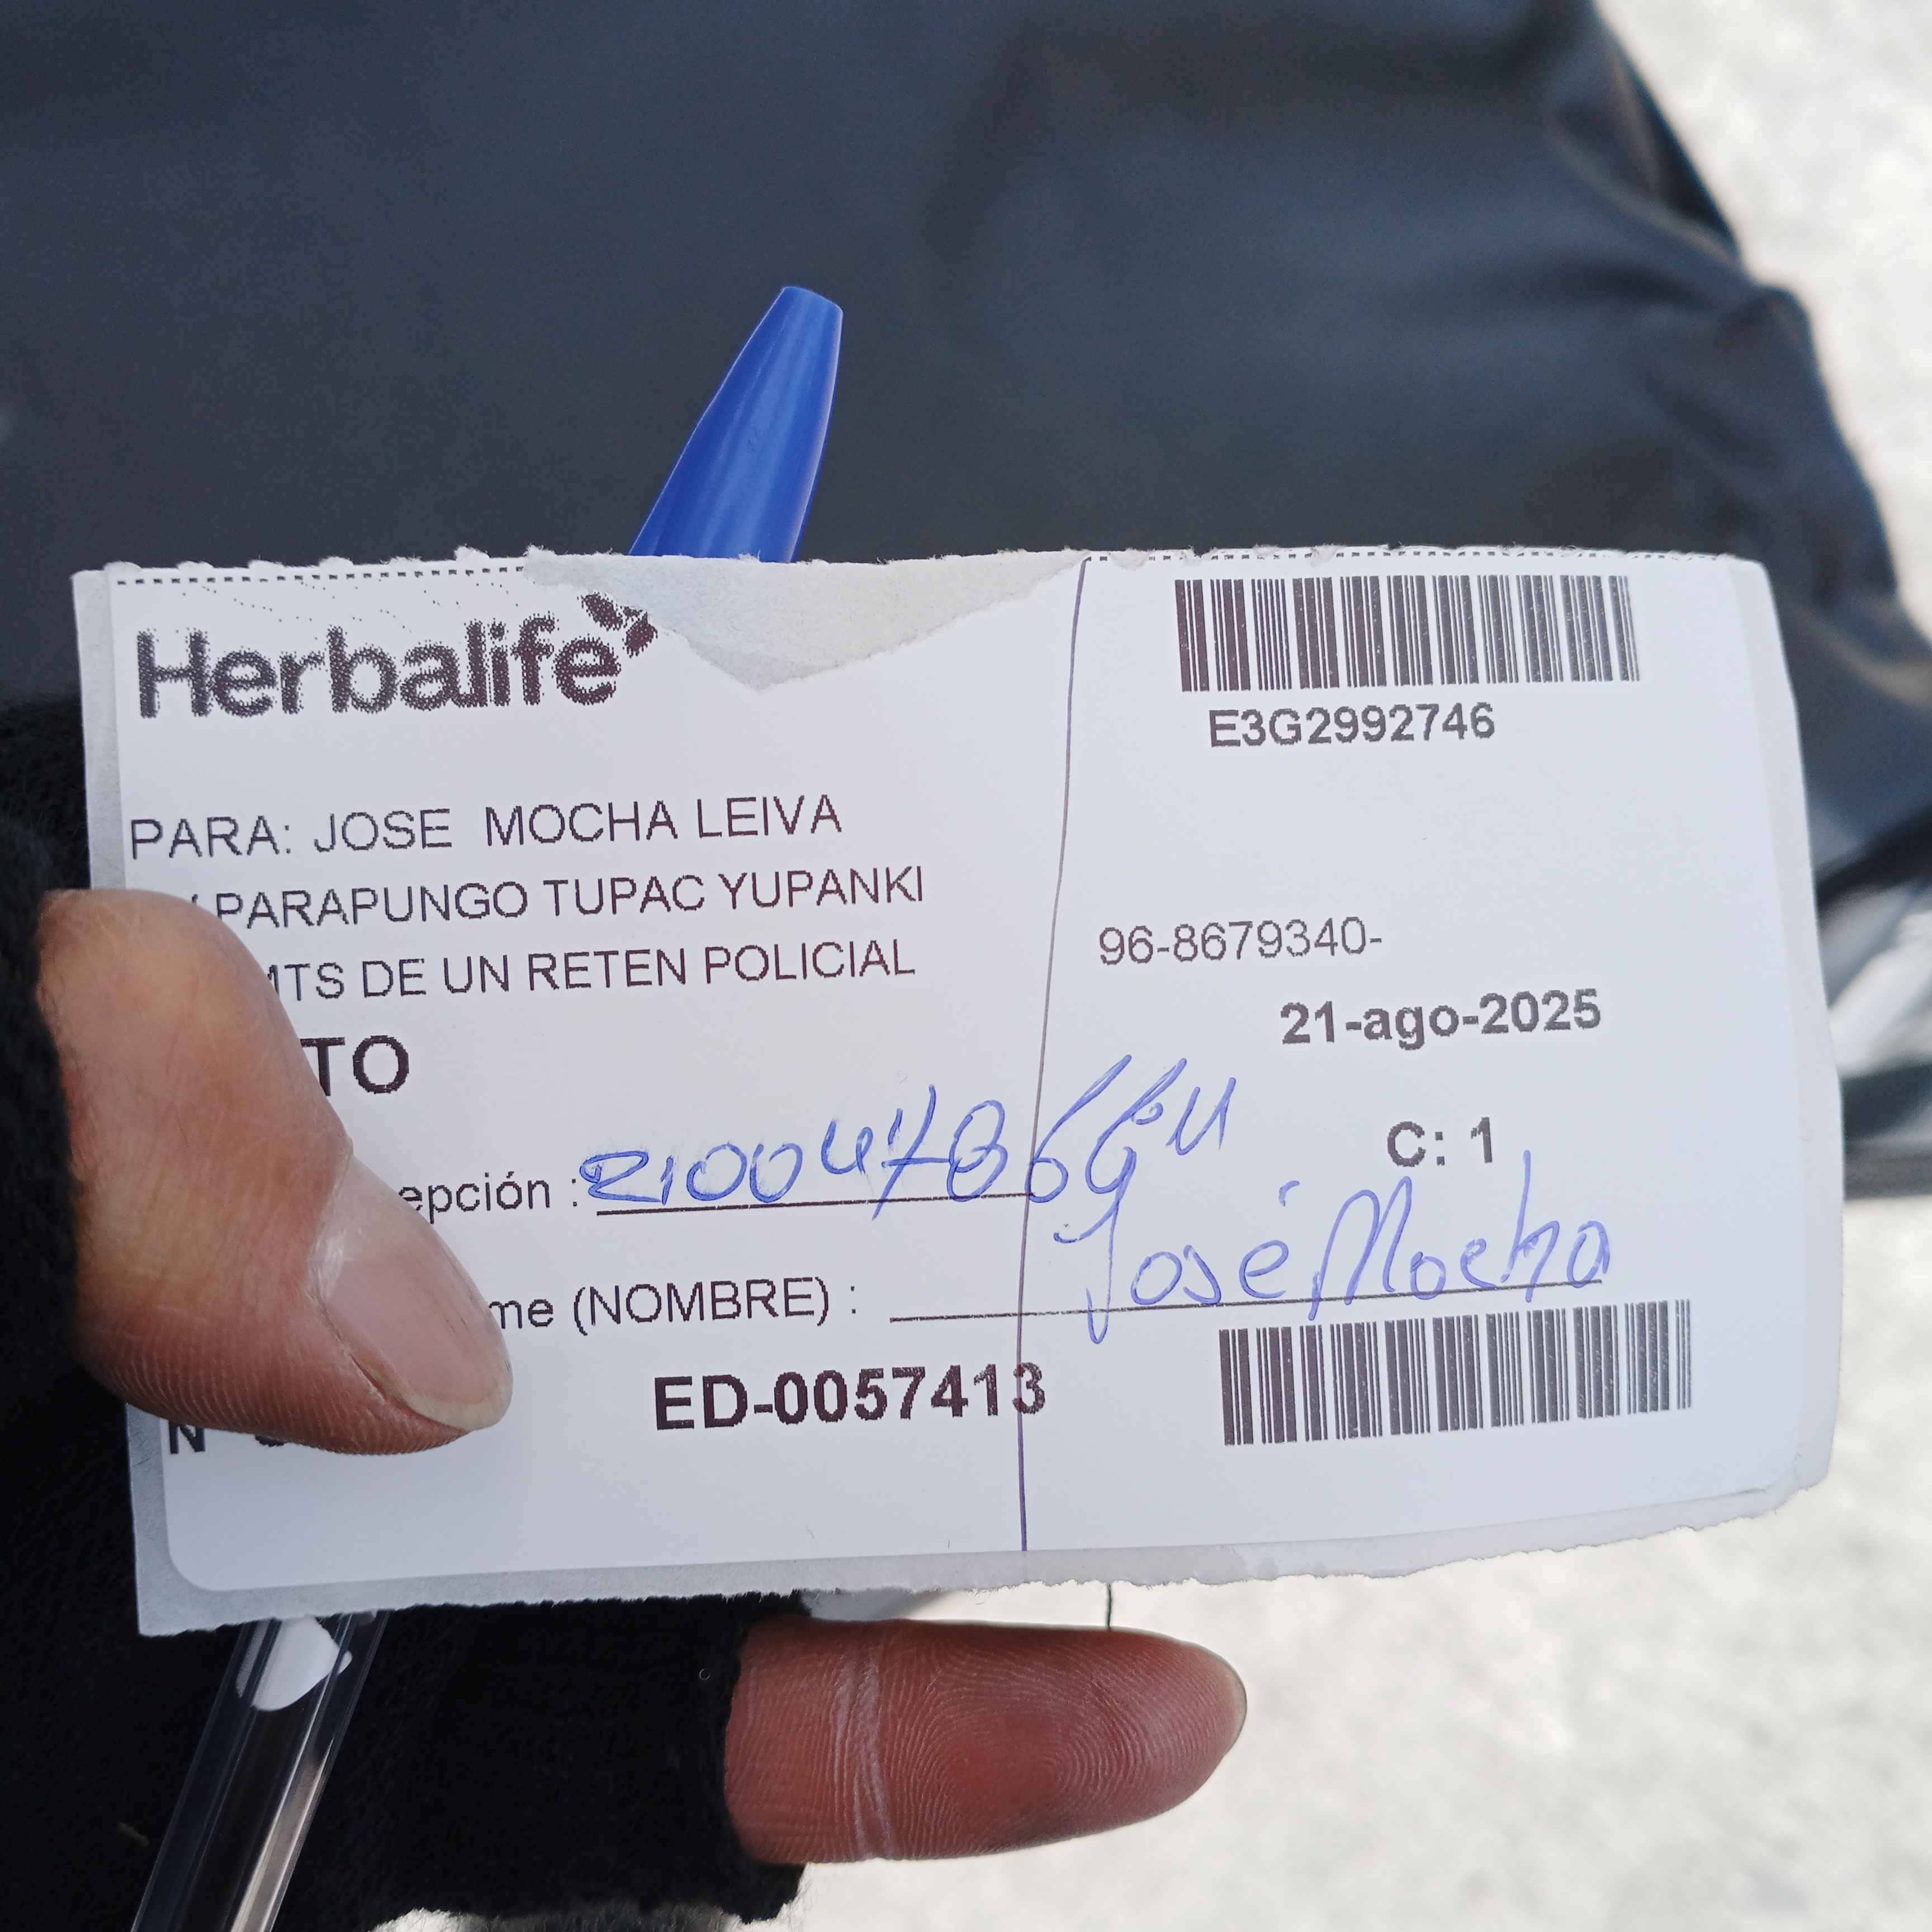 Herbalife
E3G2992746
PARA: JOSE MOCHA LEIVA
PARAPUNGO TUPAC YUPANKI
MTS DE UN RETEN POLICIAL
96-8679340-
21-ago-2025
TO
C: 1
epción :
me (NOMBRE) : José Mocha
ED-0057413